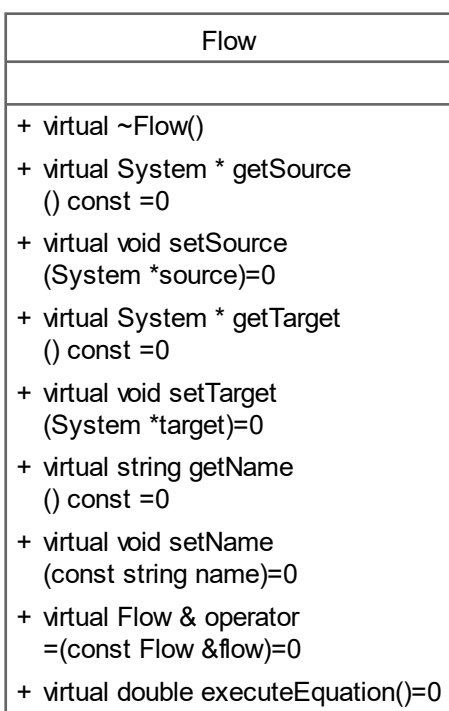 Flow
+ virtual ~Flow()
+ virtual System * getSource
() const =0
+ virtual void setSource
(System *source)=0
+ virtual System * getTarget
() const =0
+ virtual void setTarget
(System *target)=0
+ virtual string getName
() const =0
+ virtual void setName
(const string name)=0
+ virtual Flow & operator
=(const Flow &flow)=0
+ virtual double executeEquation()=0